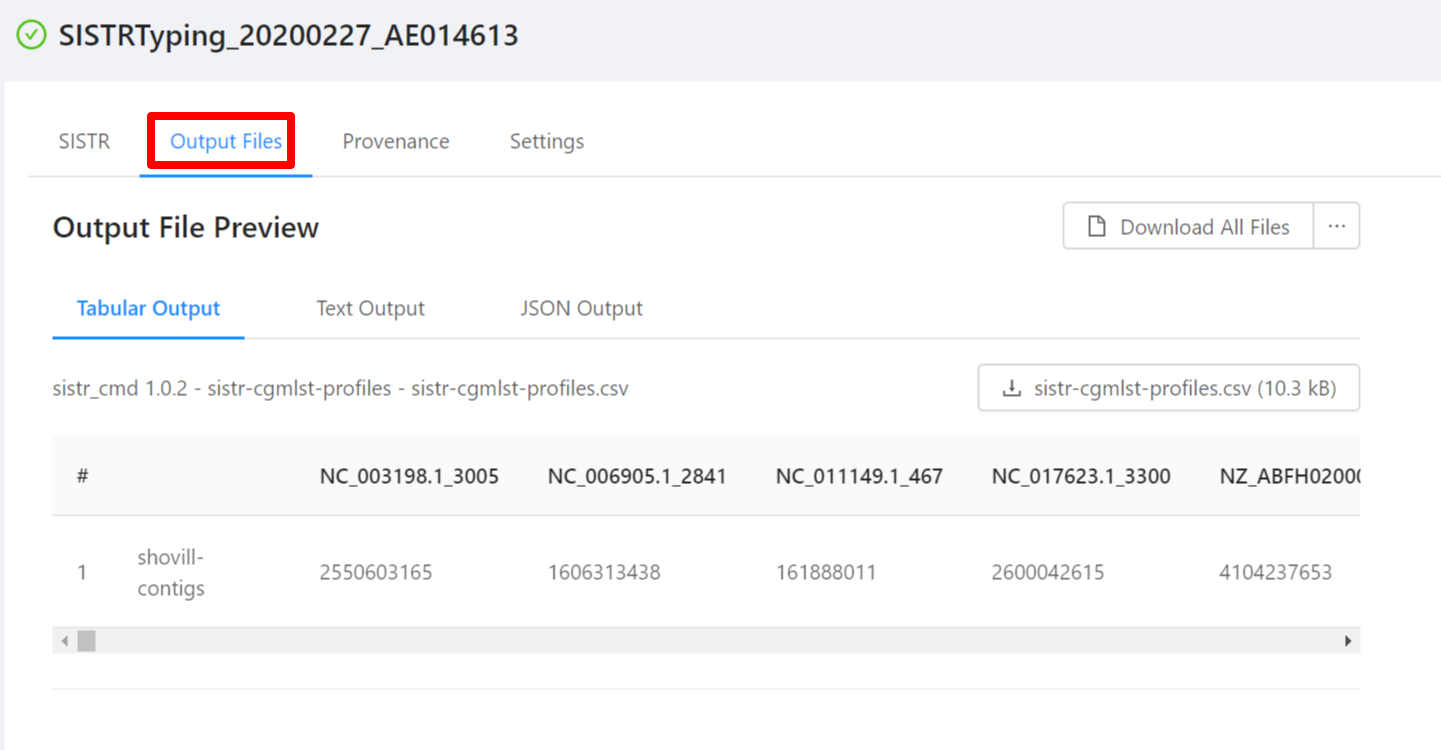 SISTRTyping_20200227_AE014613
SISTR Output Files Provenance Settings
Output File Preview Download All Files ···
Tabular Output Text Output JSON Output
sistr_cmd 1.0.2 - sistr-cgmlst-profiles - sistr-cgmlst-profiles.csv sistr-cgmlst-profiles.csv (10.3 kB)
# NC_003198.1_3005 NC_006905.1_2841 NC_011149.1_467 NC_017623.1_3300 NZ_ABFH02000
1 shovill-contigs 2550603165 1606313438 161888011 2600042615 4104237653